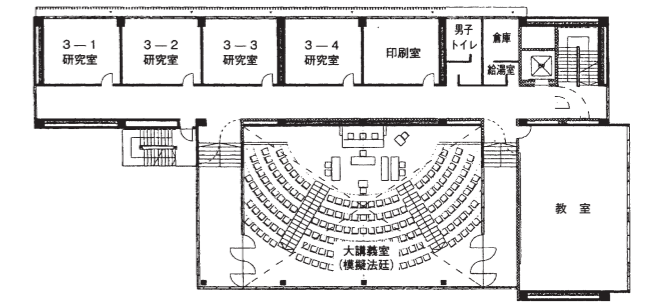 3—1
研究室
3—2
研究室
3—3
研究室
3—4
研究室
印刷室
男子
トイレ
倉庫
給湯室
教室
大講義室
(模擬法廷)